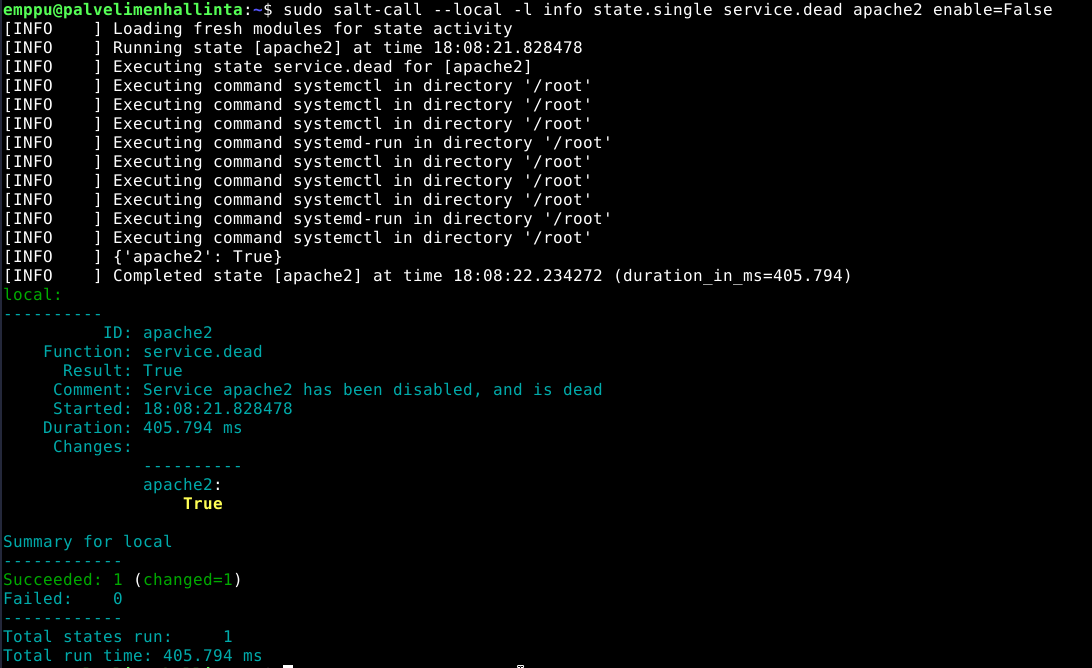 emppu@palvelimenhallinta:~$ sudo salt-call --local -l info state.single service.dead apache2 enable=False
[INFO    ] Loading fresh modules for state activity
[INFO    ] Running state [apache2] at time 18:08:21.828478
[INFO    ] Executing state service.dead for [apache2]
[INFO    ] Executing command systemctl in directory '/root'
[INFO    ] Executing command systemctl in directory '/root'
[INFO    ] Executing command systemctl in directory '/root'
[INFO    ] Executing command systemd-run in directory '/root'
[INFO    ] Executing command systemctl in directory '/root'
[INFO    ] Executing command systemctl in directory '/root'
[INFO    ] Executing command systemctl in directory '/root'
[INFO    ] Executing command systemd-run in directory '/root'
[INFO    ] Executing command systemctl in directory '/root'
[INFO    ] {'apache2': True}
[INFO    ] Completed state [apache2] at time 18:08:22.234272 (duration_in_ms=405.794)
local:
----------
          ID: apache2
    Function: service.dead
      Result: True
     Comment: Service apache2 has been disabled, and is dead
     Started: 18:08:21.828478
    Duration: 405.794 ms
     Changes:
              ----------
              apache2:
                  True

Summary for local
------------
Succeeded: 1 (changed=1)
Failed:    0
------------
Total states run:     1
Total run time: 405.794 ms